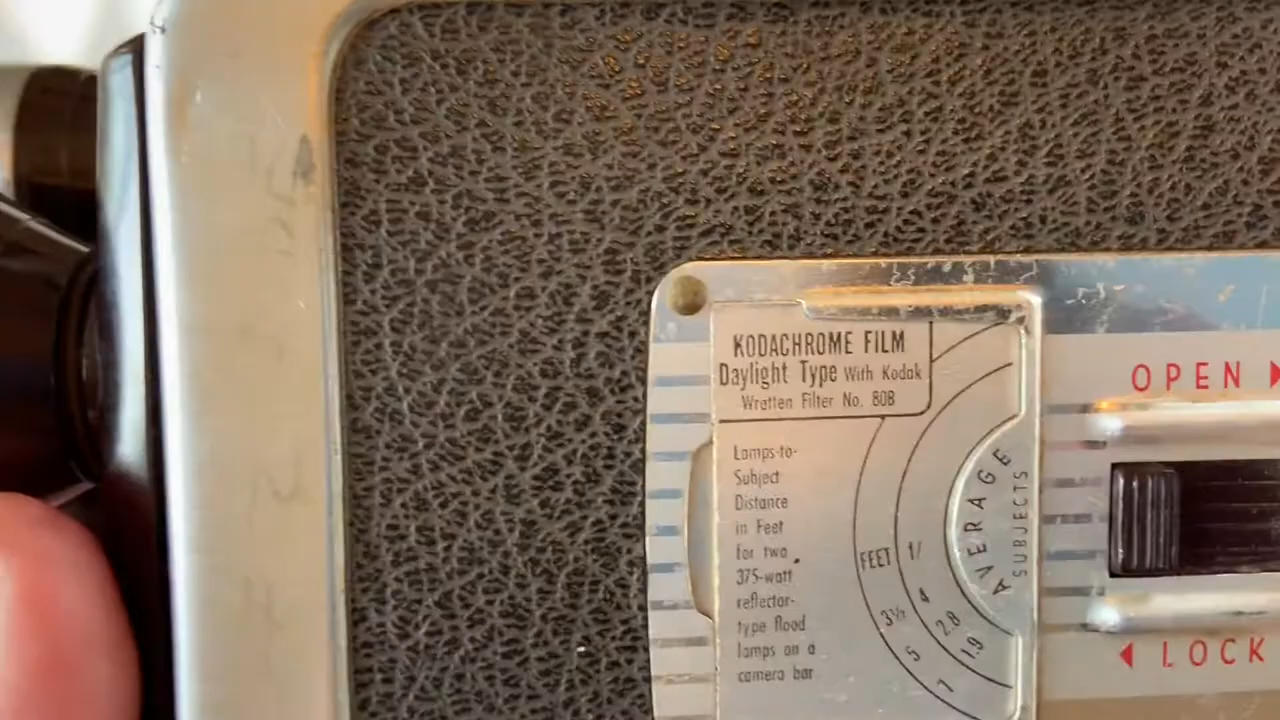 KODACHROME FILM
Daylight Type With Kodak
Wratten Filter No. 80B
Lamps-to-
Subject
Distance
in Feet
for two
375-watt
reflector-
type flood
lamps on a
camera bar
FEET f/
3½ 4
5 2.8
7 1.9
AVERAGE
SUBJECTS
OPEN
LOCK